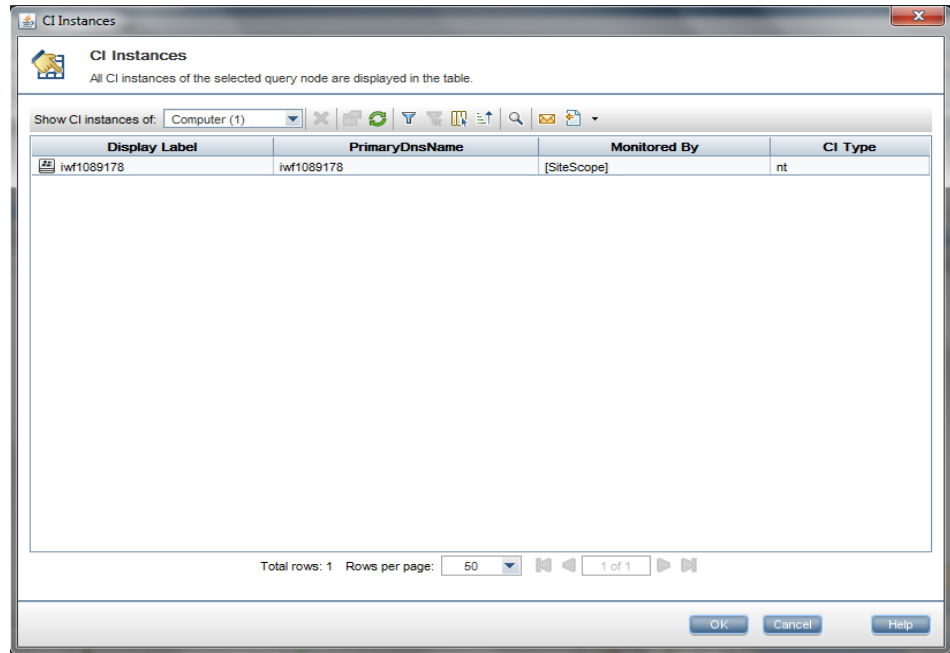 CI Instances
CI Instances
All CI instances of the selected query node are displayed in the table.
Show CI instances of: Computer (1)
Display Label PrimaryDnsName Monitored By CI Type
iwf1089178 iwf1089178 [SiteScope] nt
Total rows: 1 Rows per page: 50 1 of 1
OK Cancel Help